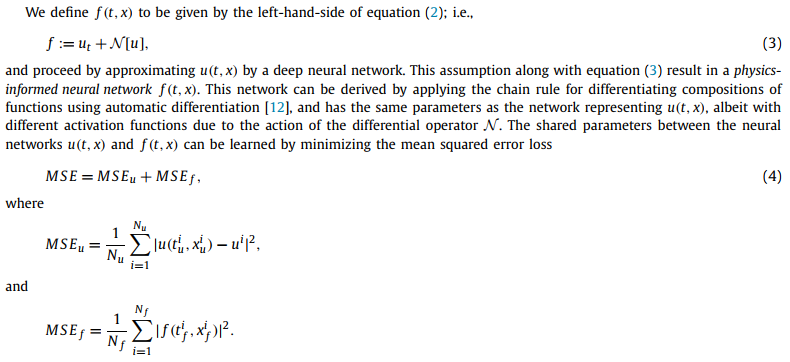 We define f(t, x) to be given by the left-hand-side of equation (2); i.e.,
f := u_t + 𝒩[u], (3)
and proceed by approximating u(t, x) by a deep neural network. This assumption along with equation (3) result in a physics-
informed neural network f(t, x). This network can be derived by applying the chain rule for differentiating compositions of
functions using automatic differentiation [12], and has the same parameters as the network representing u(t, x), albeit with
different activation functions due to the action of the differential operator 𝒩. The shared parameters between the neural
networks u(t, x) and f(t, x) can be learned by minimizing the mean squared error loss
MSE = MSE_u + MSE_f, (4)
where
MSE_u = \frac{1}{N_u} \sum_{i=1}^{N_u} |u(t_u^i, x_u^i) − u^i|^2,
and
MSE_f = \frac{1}{N_f} \sum_{i=1}^{N_f} |f(t_f^i, x_f^i)|^2.